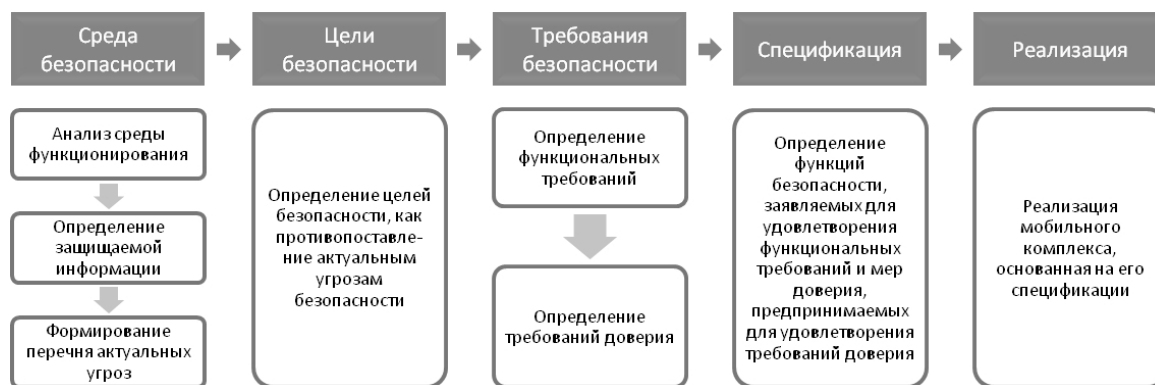 Среда
безопасности
Цели
безопасности
Требования
безопасности
Спецификация
Реализация
Анализ среды
функционирования
Определение
защищаемой
информации
Формирование
перечня актуальных
угроз
Определение целей
безопасности, как
противопоставле-
ние актуальным
угрозам
безопасности
Определение
функциональных
требований
Определение
требований доверия
Определение
функций
безопасности,
заявляемых для
удовлетворения
функциональных
требований и мер
доверия,
предпринимаемых
для удовлетворения
требований доверия
Реализация
мобильного
комплекса,
основанная на его
спецификации